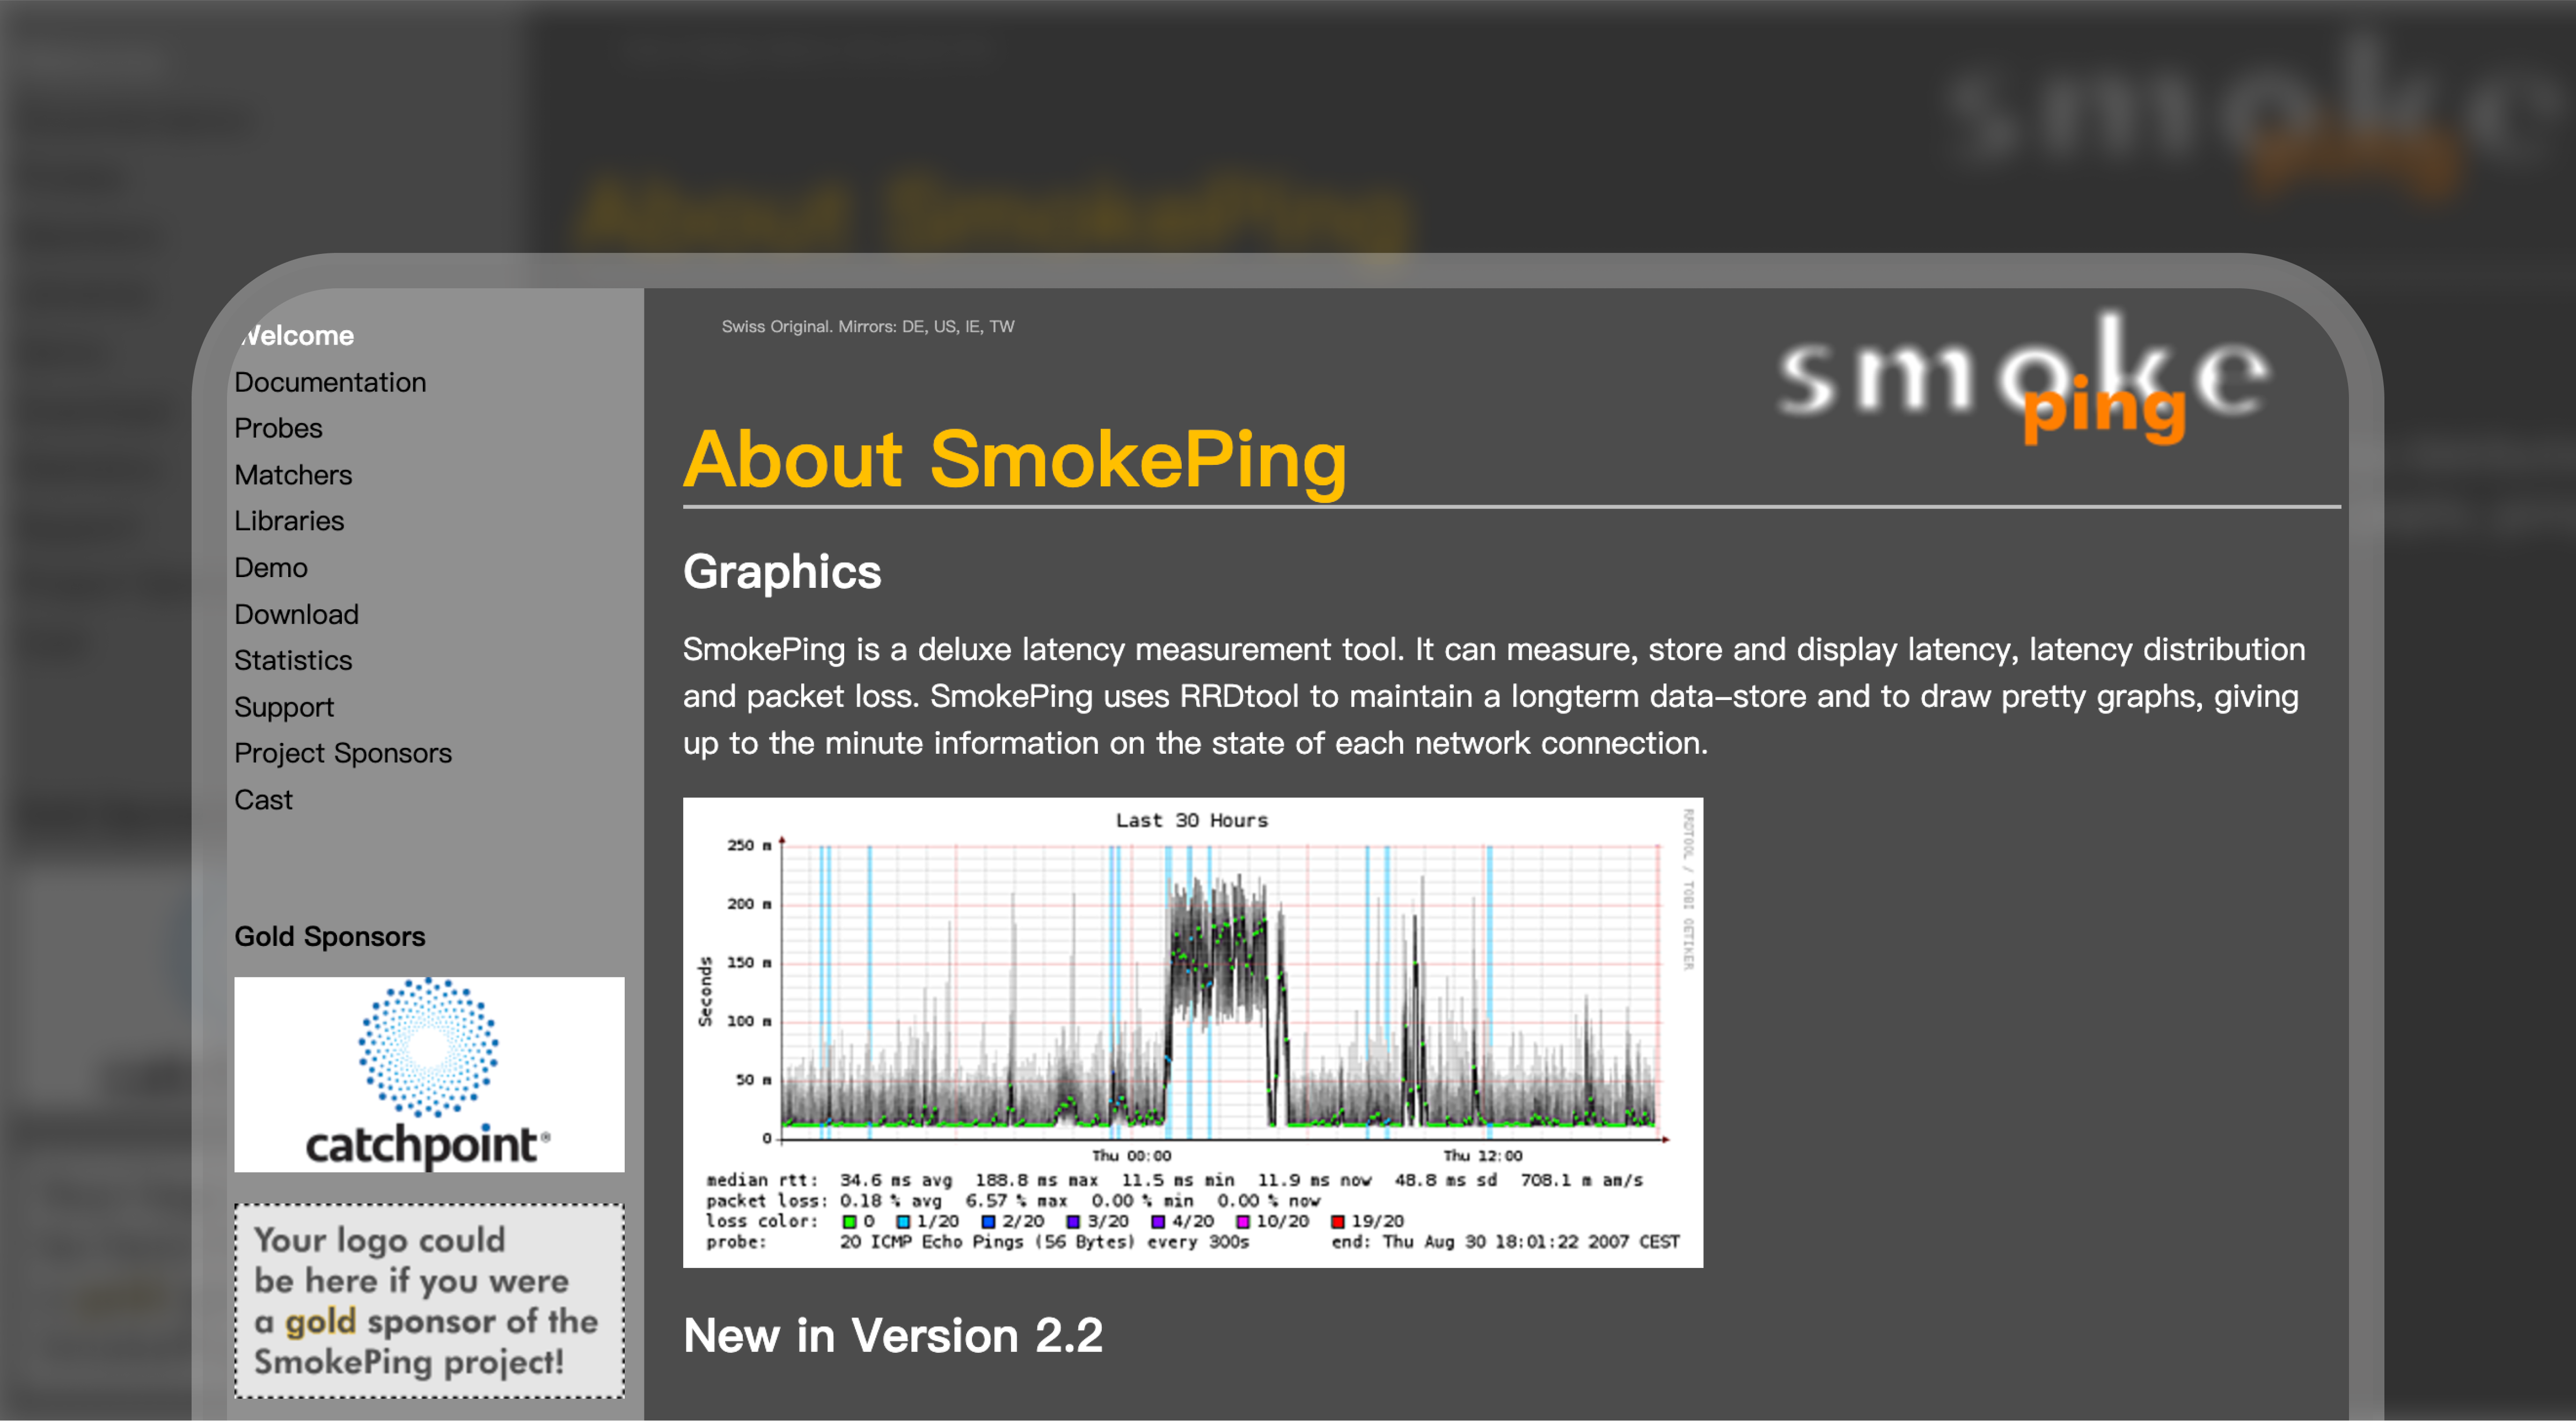 Welcome
Documentation
Probes
Matchers
Libraries
Demo
Download
Statistics
Support
Project Sponsors
Cast
Gold Sponsors
catchpoint®
Your logo could
be here if you were
a gold sponsor of the
SmokePing project!
Swiss Original. Mirrors: DE, US, IE, TW
smoke
ping
About SmokePing
Graphics
SmokePing is a deluxe latency measurement tool. It can measure, store and display latency, latency distribution
and packet loss. SmokePing uses RRDtool to maintain a longterm data-store and to draw pretty graphs, giving
up to the minute information on the state of each network connection.
Last 30 Hours
RRDTOOL / TOBI OETIKER
Seconds
250 m
200 m
150 m
100 m
50 m
0
Thu 00:00 Thu 12:00
median rtt: 34.6 ms avg 188.8 ms max 11.5 ms min 11.9 ms now 48.8 ms sd 708.1 m am/s
packet loss: 0.18 % avg 6.57 % max 0.00 % min 0.00 % now
loss color: 0 1/20 2/20 3/20 4/20 10/20 19/20
probe: 20 ICMP Echo Pings (56 Bytes) every 300s end: Thu Aug 30 18:01:22 2007 CEST
New in Version 2.2